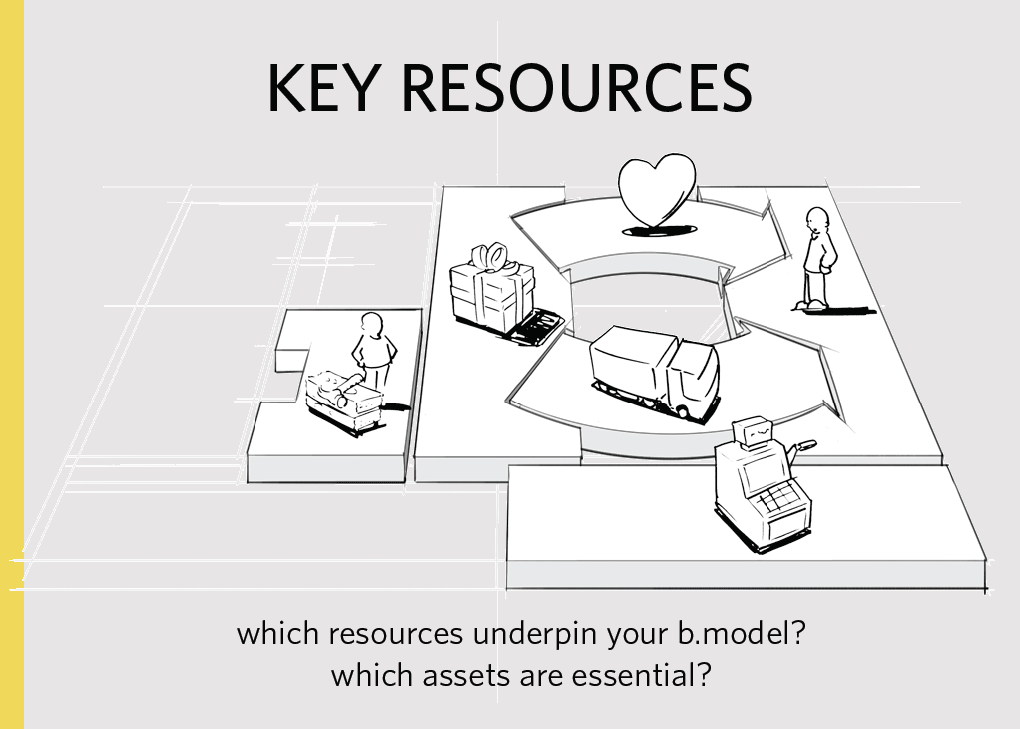 KEY RESOURCES
which resources underpin your b.model?
which assets are essential?